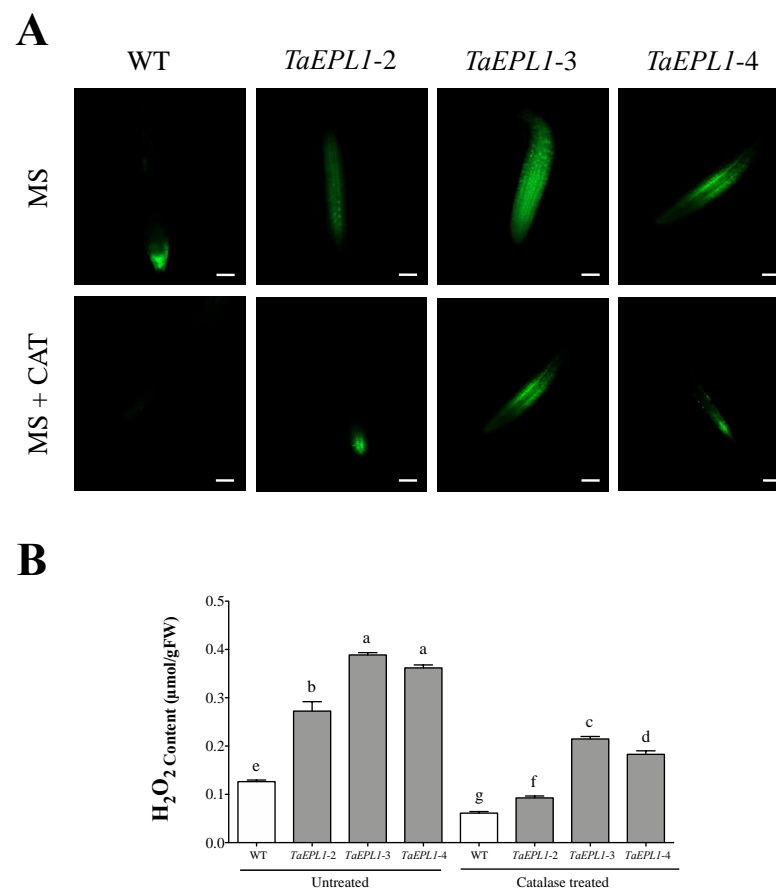 A
WT TaEPL1-2 TaEPL1-3 TaEPL1-4
MS
MS + CAT
B
H₂O₂ Content (µmol/gFW)
0.5
0.4
0.3
0.2
0.1
0.0
e b a a g f c d
WT TaEPL1-2 TaEPL1-3 TaEPL1-4 WT TaEPL1-2 TaEPL1-3 TaEPL1-4
Untreated Catalase treated